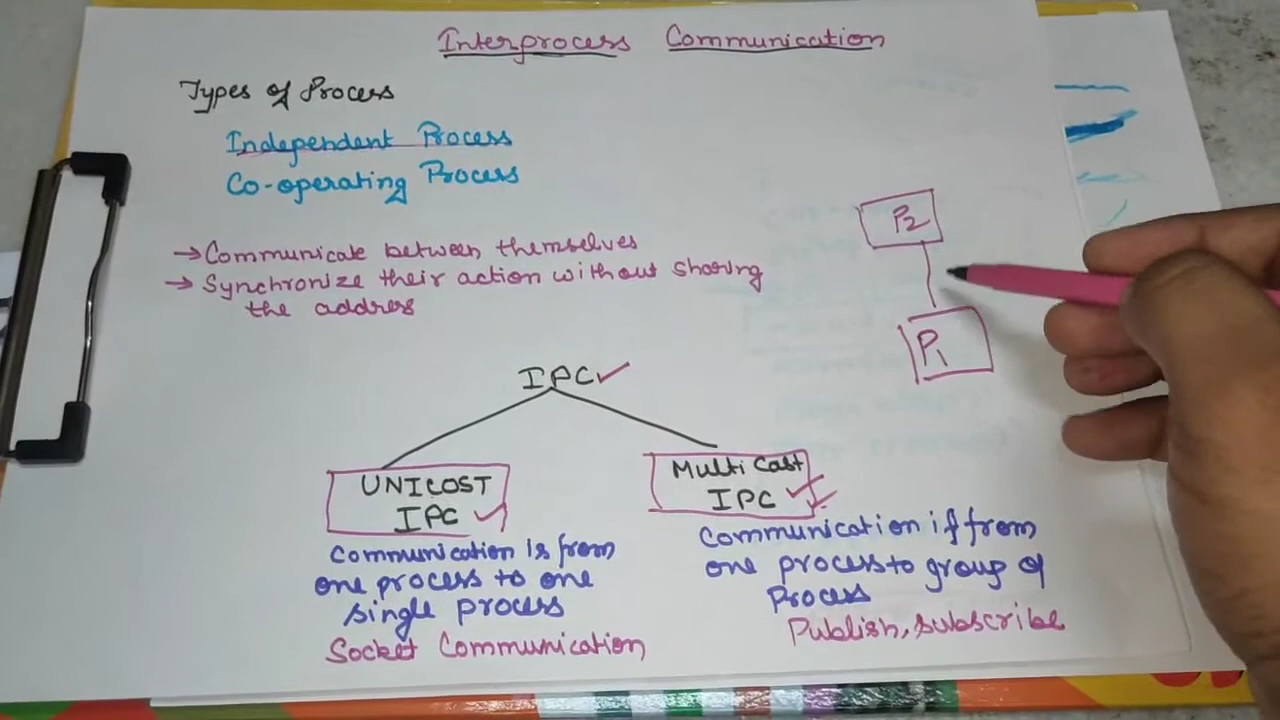 Interprocess Communication
Types of Process
Independent Process
Co-operating Process
→ Communicate between themselves
→ Synchronize their action without sharing
the address
P2
P1
IPC
UNICOST
IPC
Multi Cast
IPC
Communication is from
one process to one
single process
Socket Communication
Communication if from
one process to group of
Process
Publish, subscribe